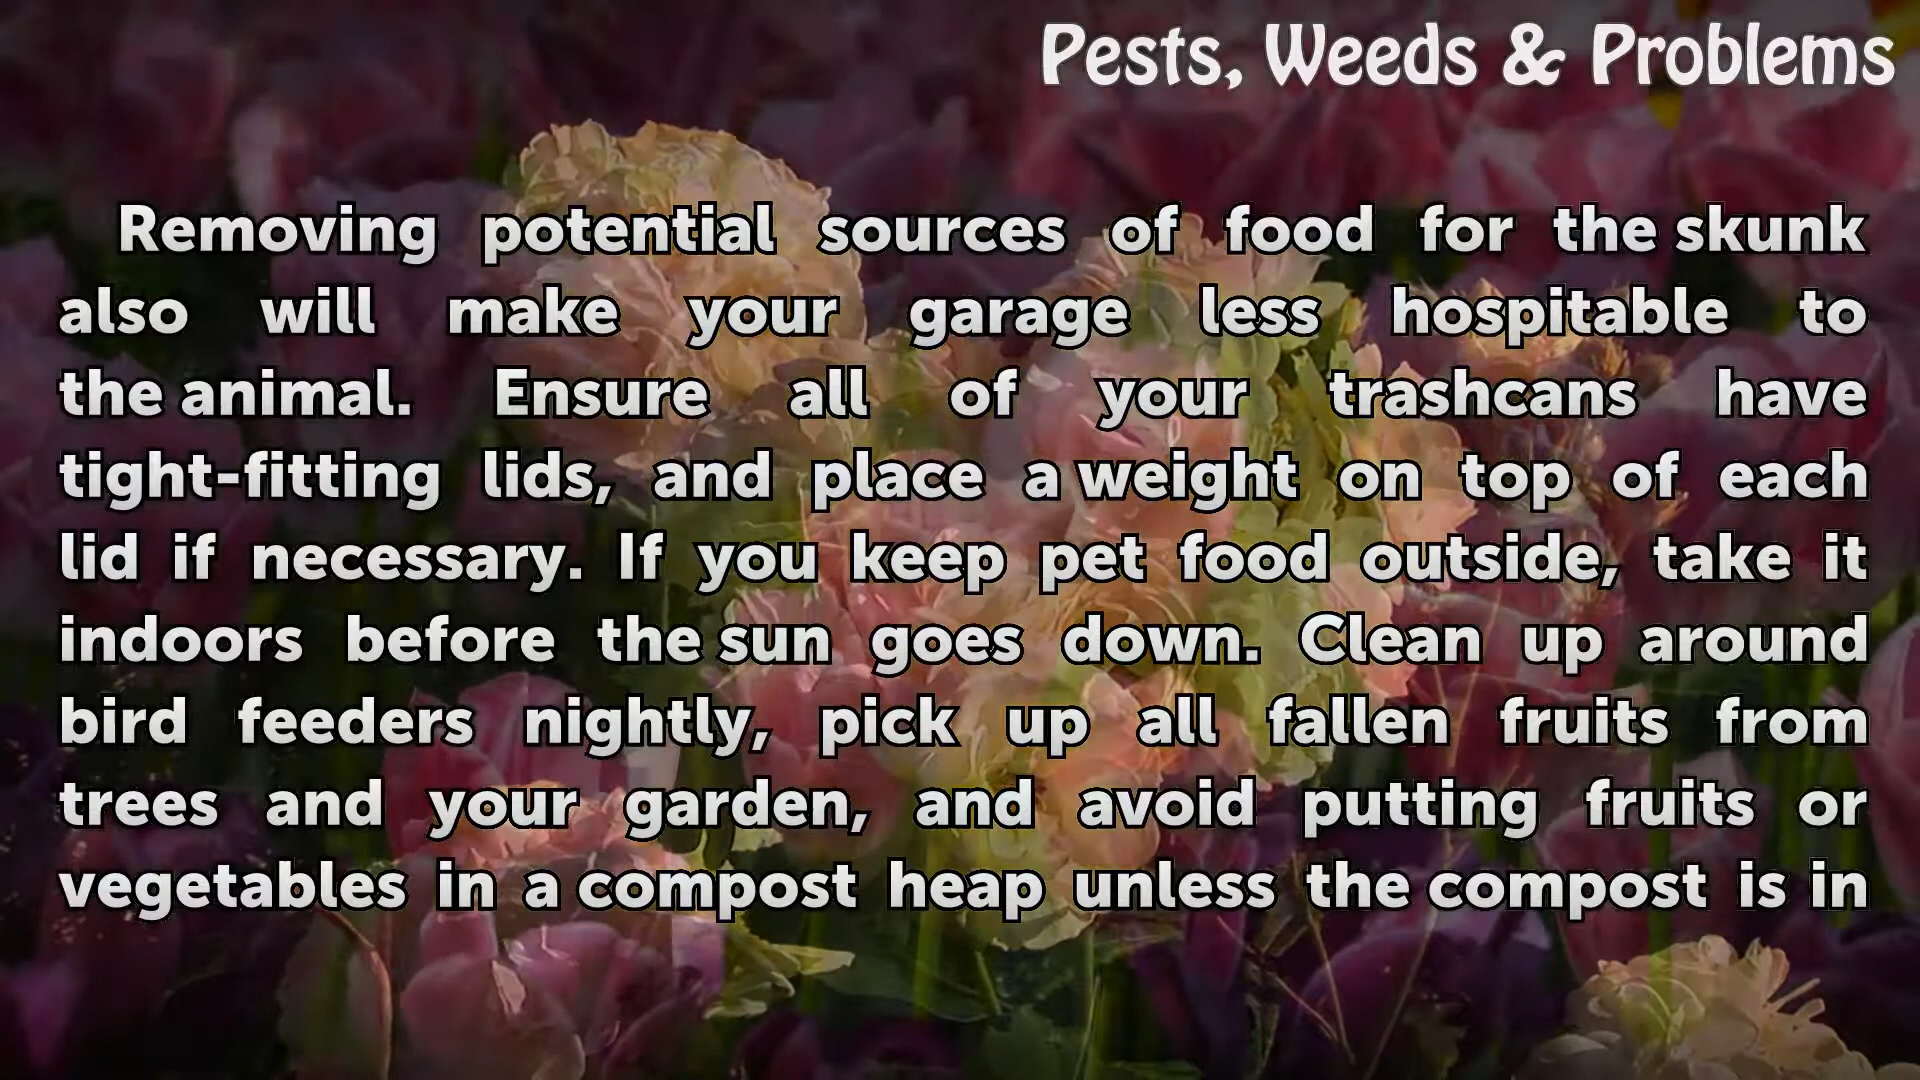 Pests, Weeds & Problems
Removing potential sources of food for the skunk
also will make your garage less hospitable to
the animal. Ensure all of your trashcans have
tight-fitting lids, and place a weight on top of each
lid if necessary. If you keep pet food outside, take it
indoors before the sun goes down. Clean up around
bird feeders nightly, pick up all fallen fruits from
trees and your garden, and avoid putting fruits or
vegetables in a compost heap unless the compost is in